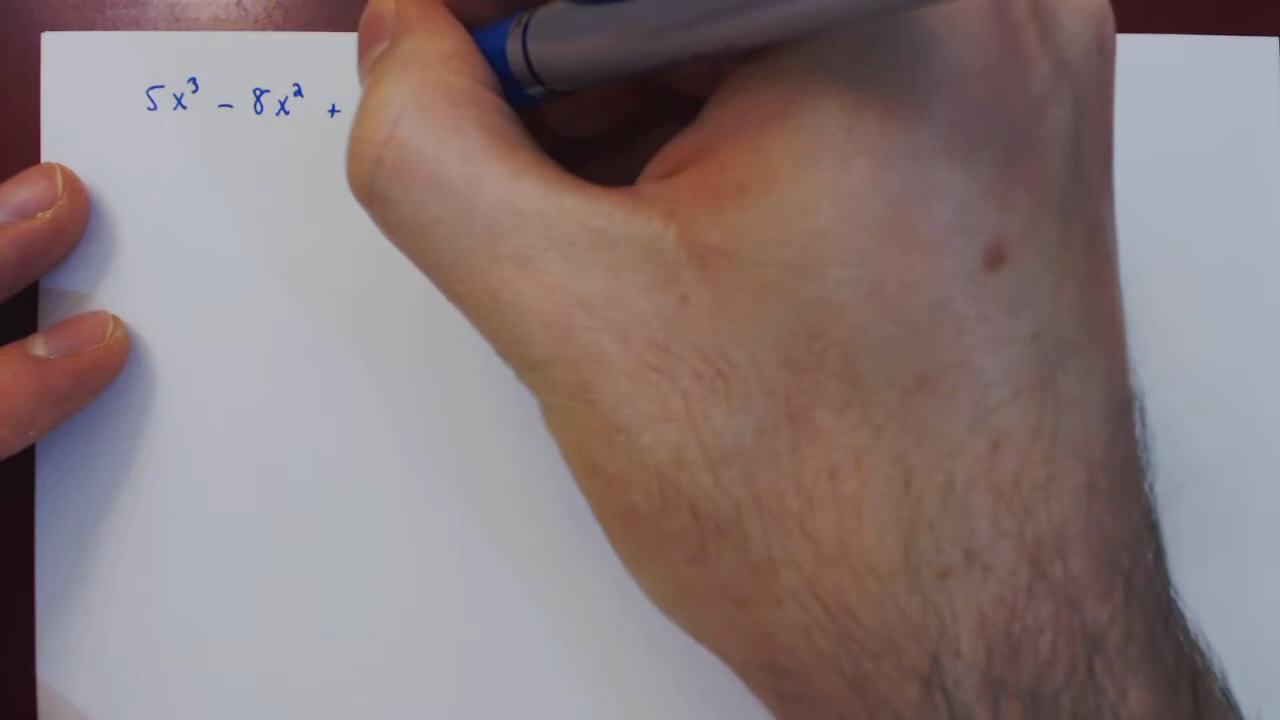 5x³ - 8x² +